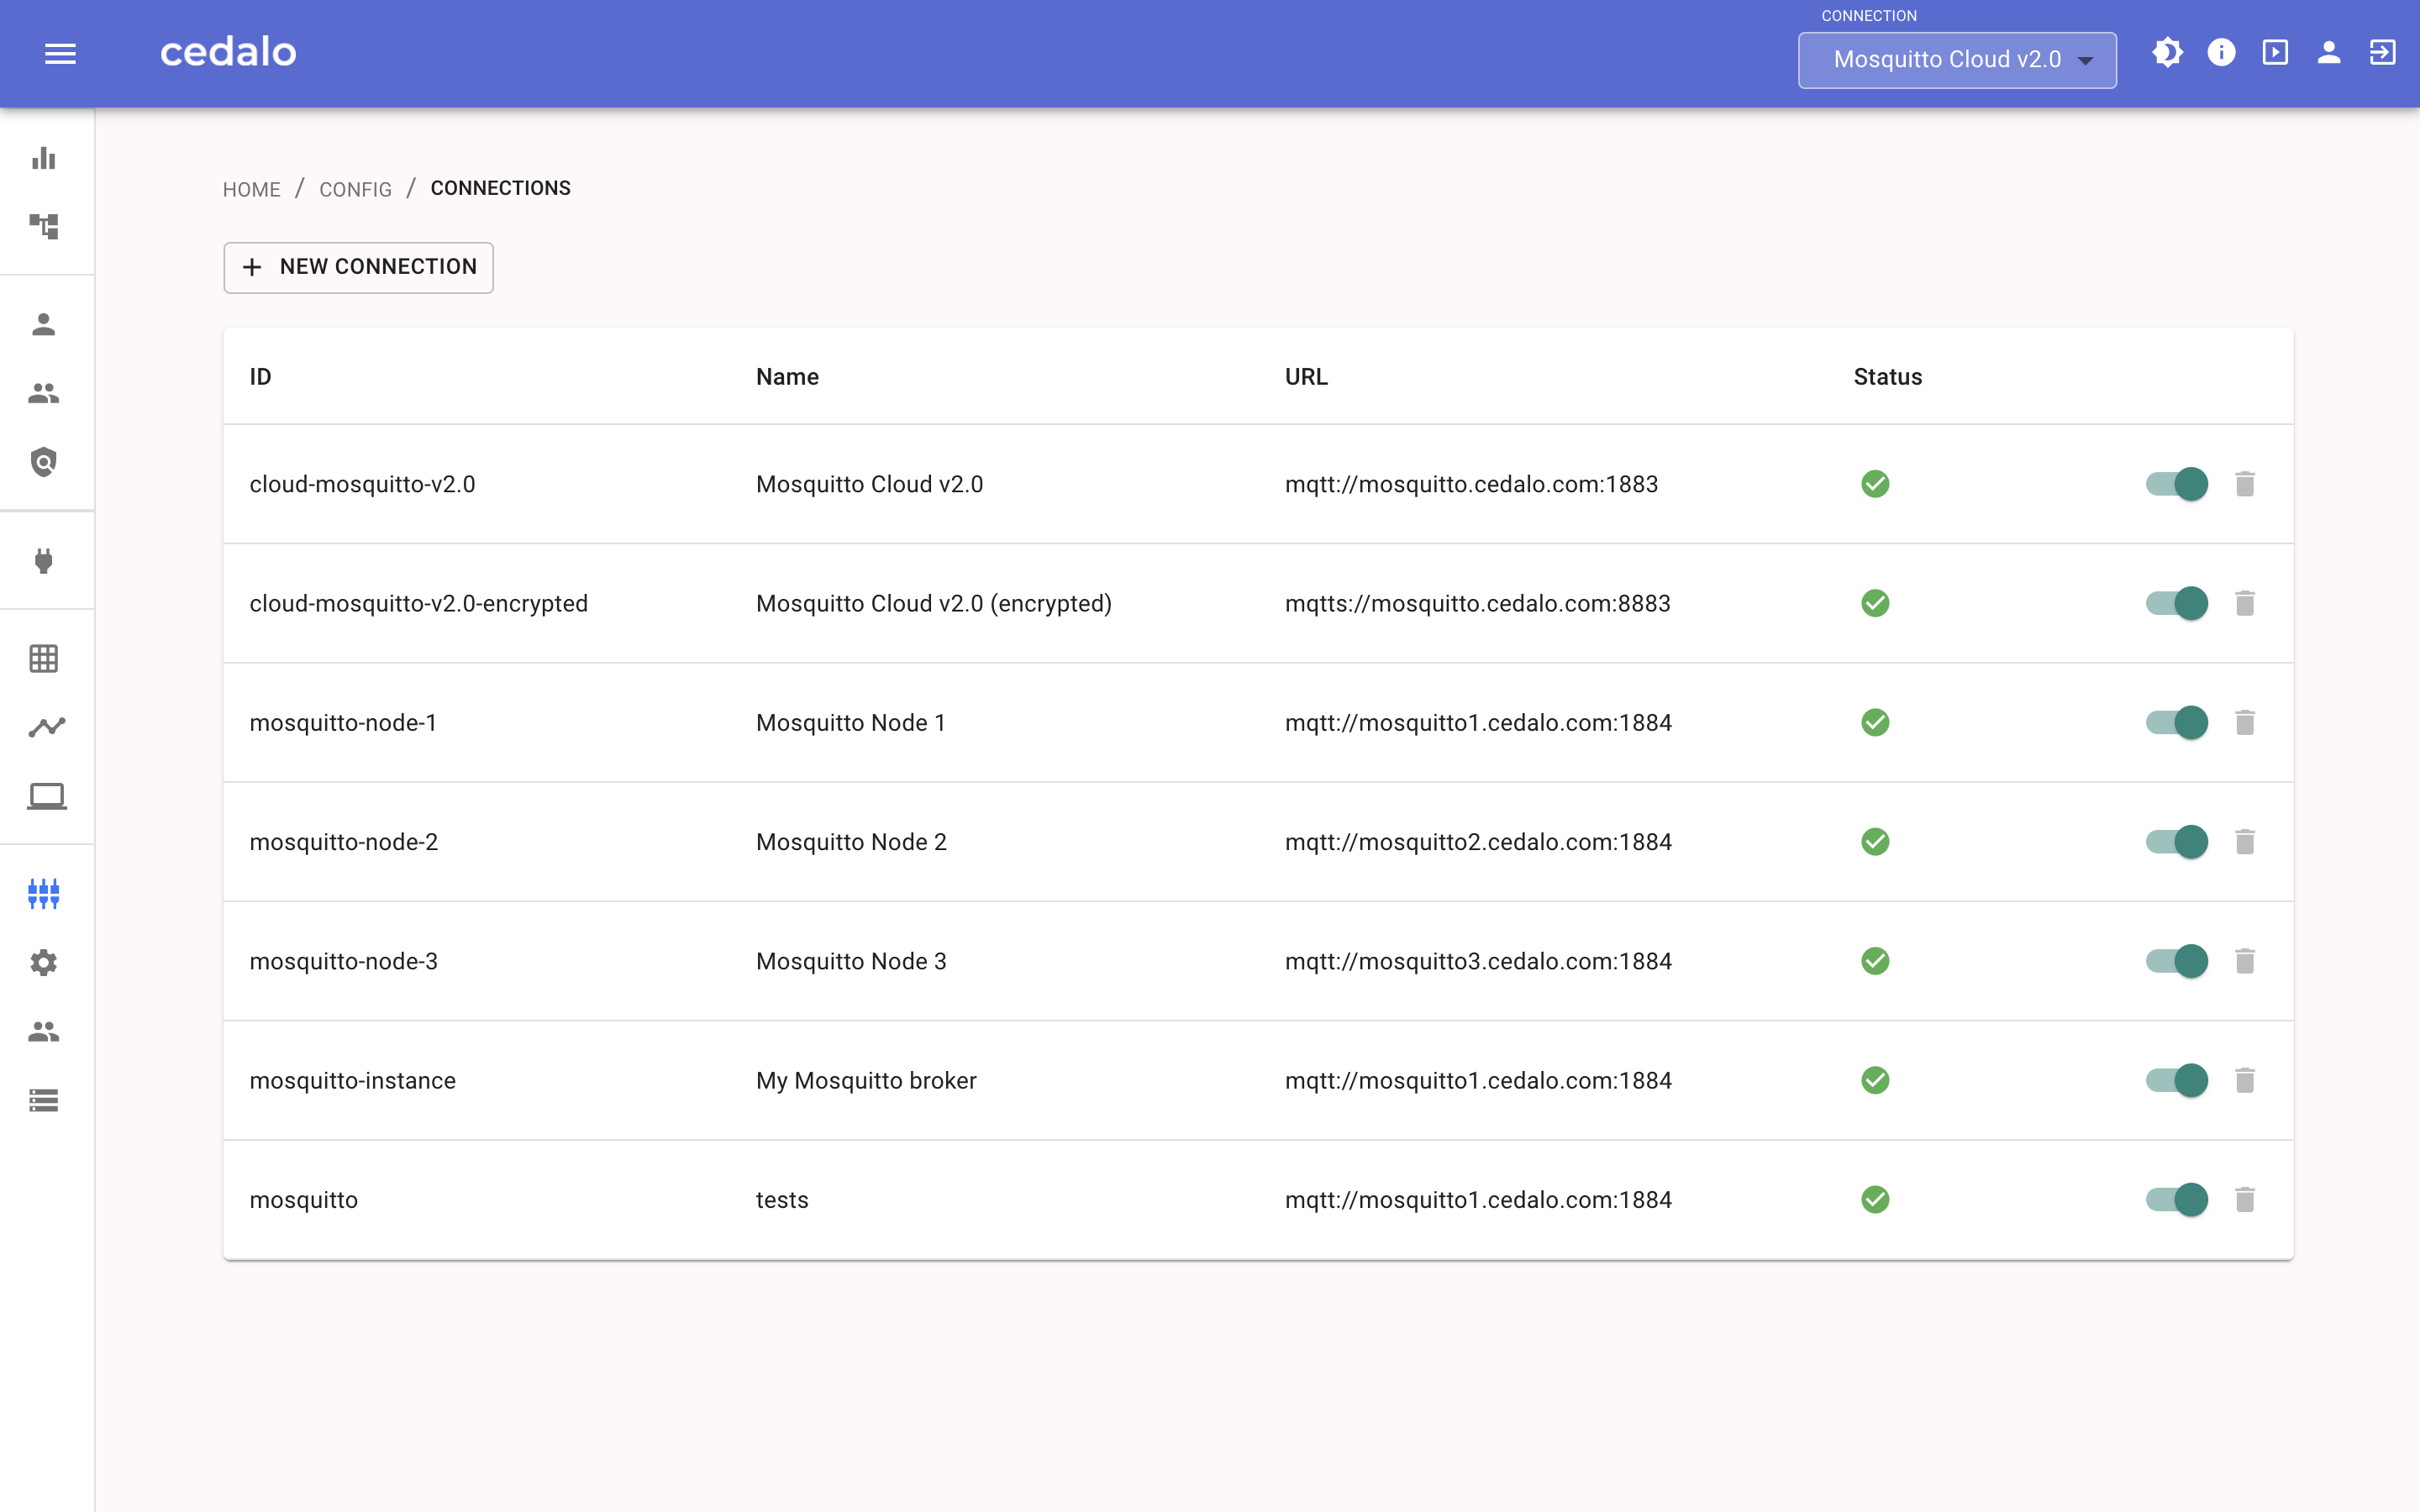 cedalo
CONNECTION
Mosquitto Cloud v2.0
HOME / CONFIG / CONNECTIONS
+ NEW CONNECTION
ID Name URL Status
cloud-mosquitto-v2.0 Mosquitto Cloud v2.0 mqtt://mosquitto.cedalo.com:1883
cloud-mosquitto-v2.0-encrypted Mosquitto Cloud v2.0 (encrypted) mqtts://mosquitto.cedalo.com:8883
mosquitto-node-1 Mosquitto Node 1 mqtt://mosquitto1.cedalo.com:1884
mosquitto-node-2 Mosquitto Node 2 mqtt://mosquitto2.cedalo.com:1884
mosquitto-node-3 Mosquitto Node 3 mqtt://mosquitto3.cedalo.com:1884
mosquitto-instance My Mosquitto broker mqtt://mosquitto1.cedalo.com:1884
mosquitto tests mqtt://mosquitto1.cedalo.com:1884